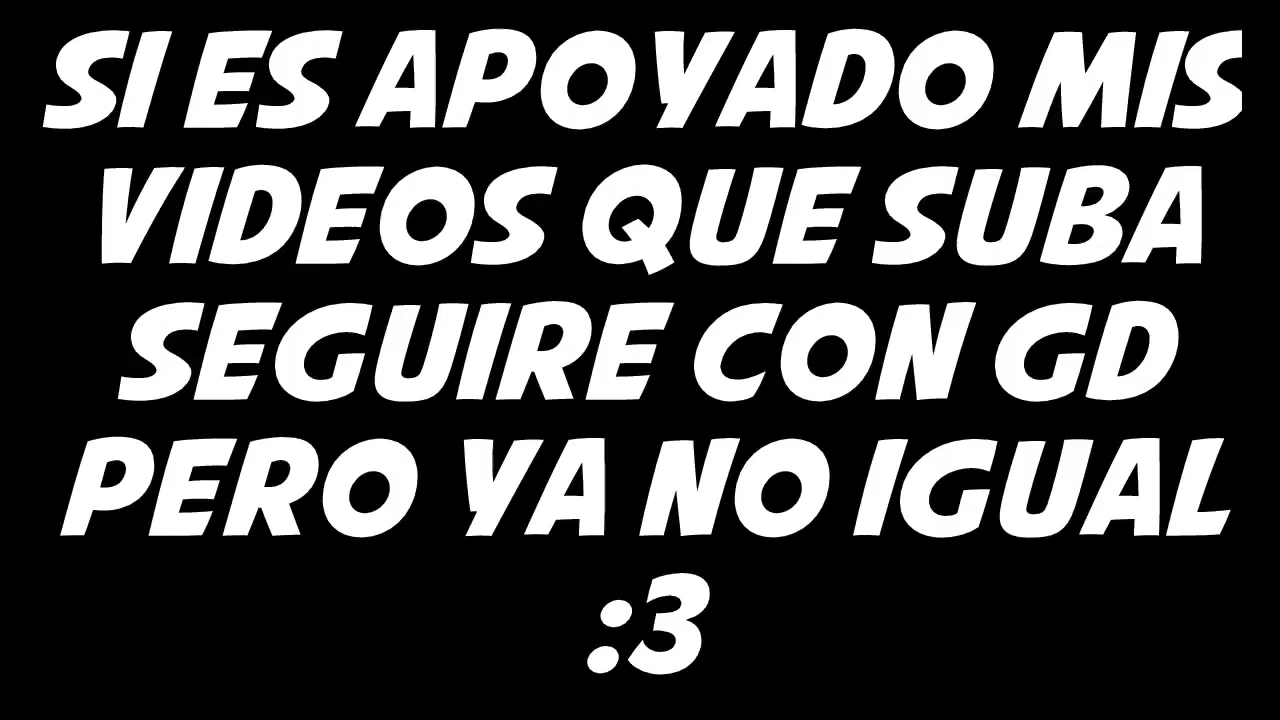 SI ES APOYADO MIS
VIDEOS QUE SUBA
SEGUIRE CON GD
PERO YA NO IGUAL
:3